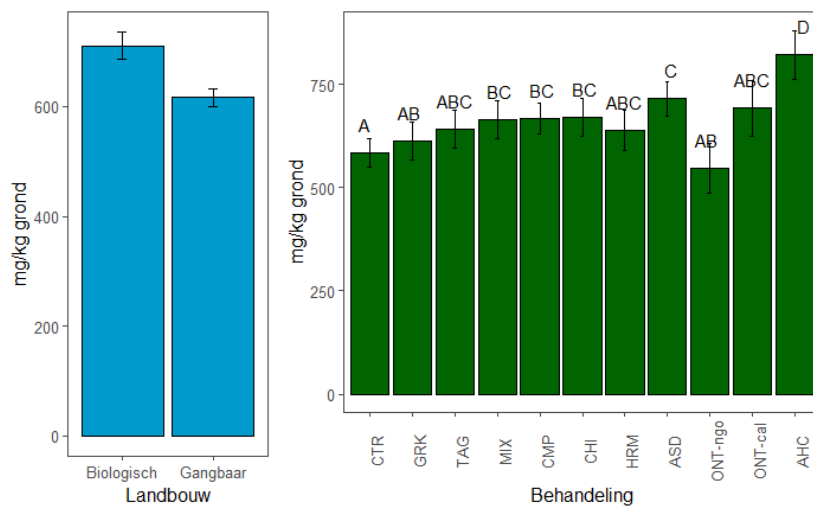 mg/kg grond
600
400
200
0
Biologisch Gangbaar
Landbouw
mg/kg grond
750
500
250
0
A AB ABC BC BC BC ABC C AB ABC D
CTR GRK TAG MIX CMP CHI HRM ASD ONT-ngo ONT-cal AHC
Behandeling